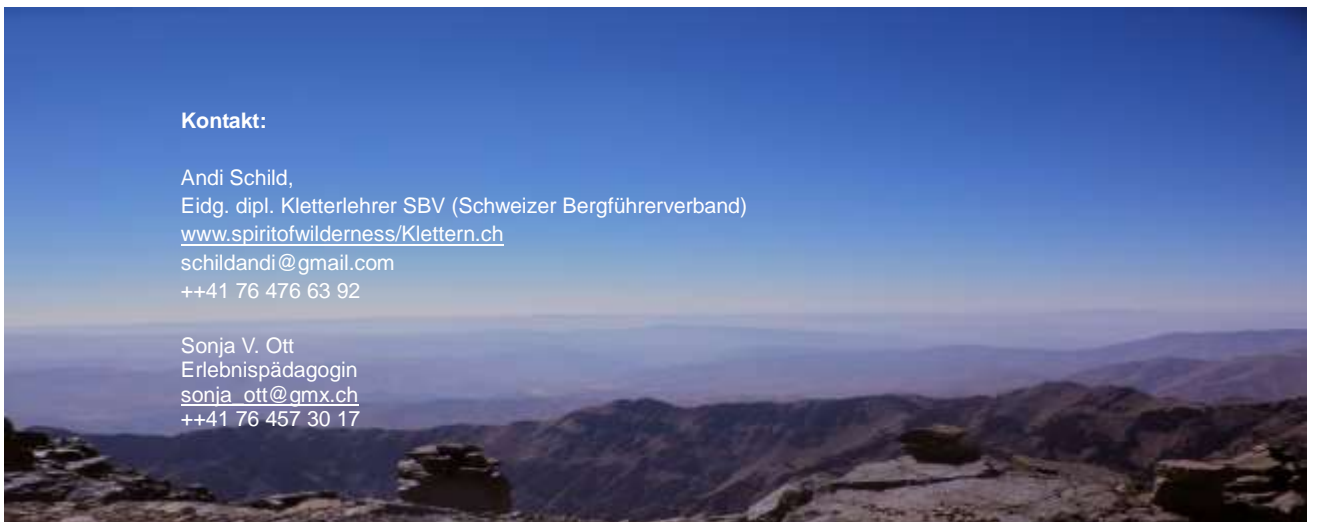 Kontakt:
Andi Schild,
Eidg. dipl. Kletterlehrer SBV (Schweizer Bergführerverband)
www.spiritofwilderness/Klettern.ch
schildandi@gmail.com
++41 76 476 63 92
Sonja V. Ott
Erlebnispädagogin
sonja_ott@gmx.ch
++41 76 457 30 17